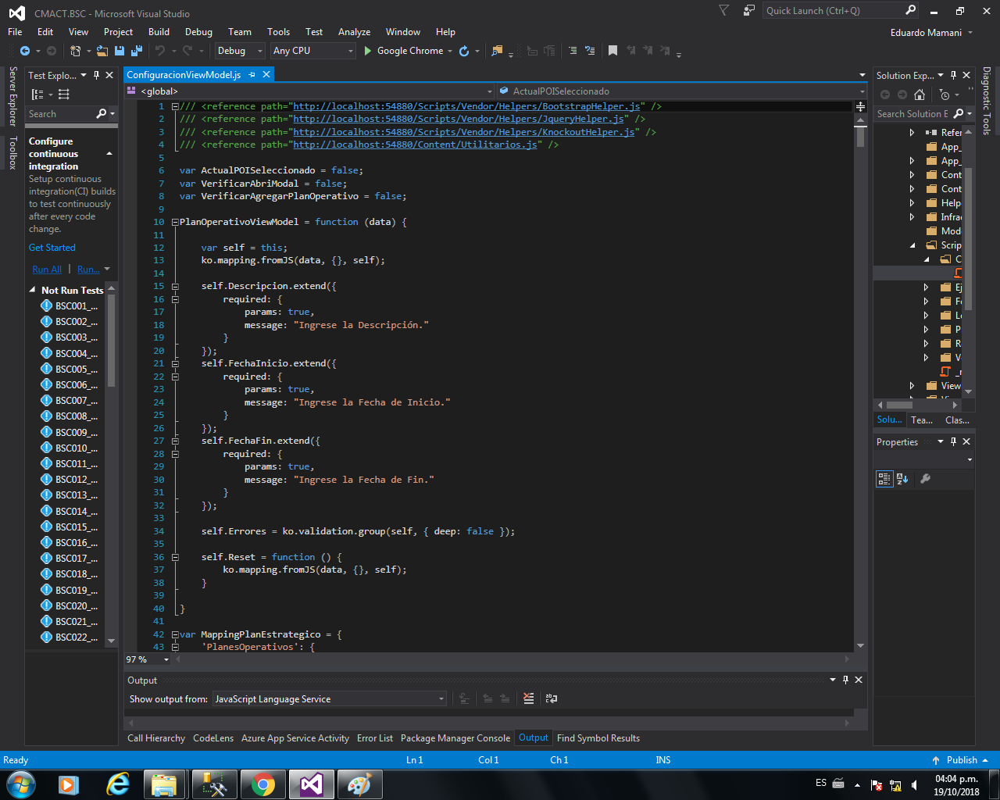 CMACT.BSC - Microsoft Visual Studio
Quick Launch (Ctrl+Q)
File Edit View Project Build Debug Team Tools Test Analyze Window Help
Eduardo Mamani
Debug Any CPU Google Chrome
Server Explorer
Toolbox
Test Explo...
Search
Configure
continuous
integration
Setup continuous
integration(CI) builds
to test continuously
after every code
change.
Get Started
Run All | Run...
Not Run Tests
BSC001_...
BSC002_...
BSC003_...
BSC004_...
BSC005_...
BSC006_...
BSC007_...
BSC008_...
BSC009_...
BSC010_...
BSC011_...
BSC012_...
BSC013_...
BSC014_...
BSC015_...
BSC016_...
BSC017_...
BSC018_...
BSC019_...
BSC020_...
BSC021_...
BSC022_...
ConfiguracionViewModel.js
<global>
ActualPOISeleccionado
1 /// <reference path="http://localhost:54880/Scripts/Vendor/Helpers/BootstrapHelper.js" />
2 /// <reference path="http://localhost:54880/Scripts/Vendor/Helpers/JqueryHelper.js" />
3 /// <reference path="http://localhost:54880/Scripts/Vendor/Helpers/KnockoutHelper.js" />
4 /// <reference path="http://localhost:54880/Content/Utilitarios.js" />
5
6 var ActualPOISeleccionado = false;
7 var VerificarAbriModal = false;
8 var VerificarAgregarPlanOperativo = false;
9
10 PlanOperativoViewModel = function (data) {
11
12 var self = this;
13 ko.mapping.fromJS(data, {}, self);
14
15 self.Descripcion.extend({
16 required: {
17 params: true,
18 message: "Ingrese la Descripción."
19 }
20 });
21 self.FechaInicio.extend({
22 required: {
23 params: true,
24 message: "Ingrese la Fecha de Inicio."
25 }
26 });
27 self.FechaFin.extend({
28 required: {
29 params: true,
30 message: "Ingrese la Fecha de Fin."
31 }
32 });
33
34 self.Errores = ko.validation.group(self, { deep: false });
35
36 self.Reset = function () {
37 ko.mapping.fromJS(data, {}, self);
38 }
39
40 }
41
42 var MappingPlanEstrategico = {
43 'PlanesOperativos': {
97 %
Output
Show output from: JavaScript Language Service
Call Hierarchy CodeLens Azure App Service Activity Error List Package Manager Console Output Find Symbol Results
Solution Exp...
Search Solution E
Refer
App_
App_
Cont
Cont
Help
Infra
Mod
Scrip
C
Ej
Fo
Lo
P
R
V
_r
View
Solu... Tea... Clas...
Properties
Diagnostic Tools
Ready Ln 1 Col 1 Ch 1 INS Publish
ES
04:04 p.m.
19/10/2018